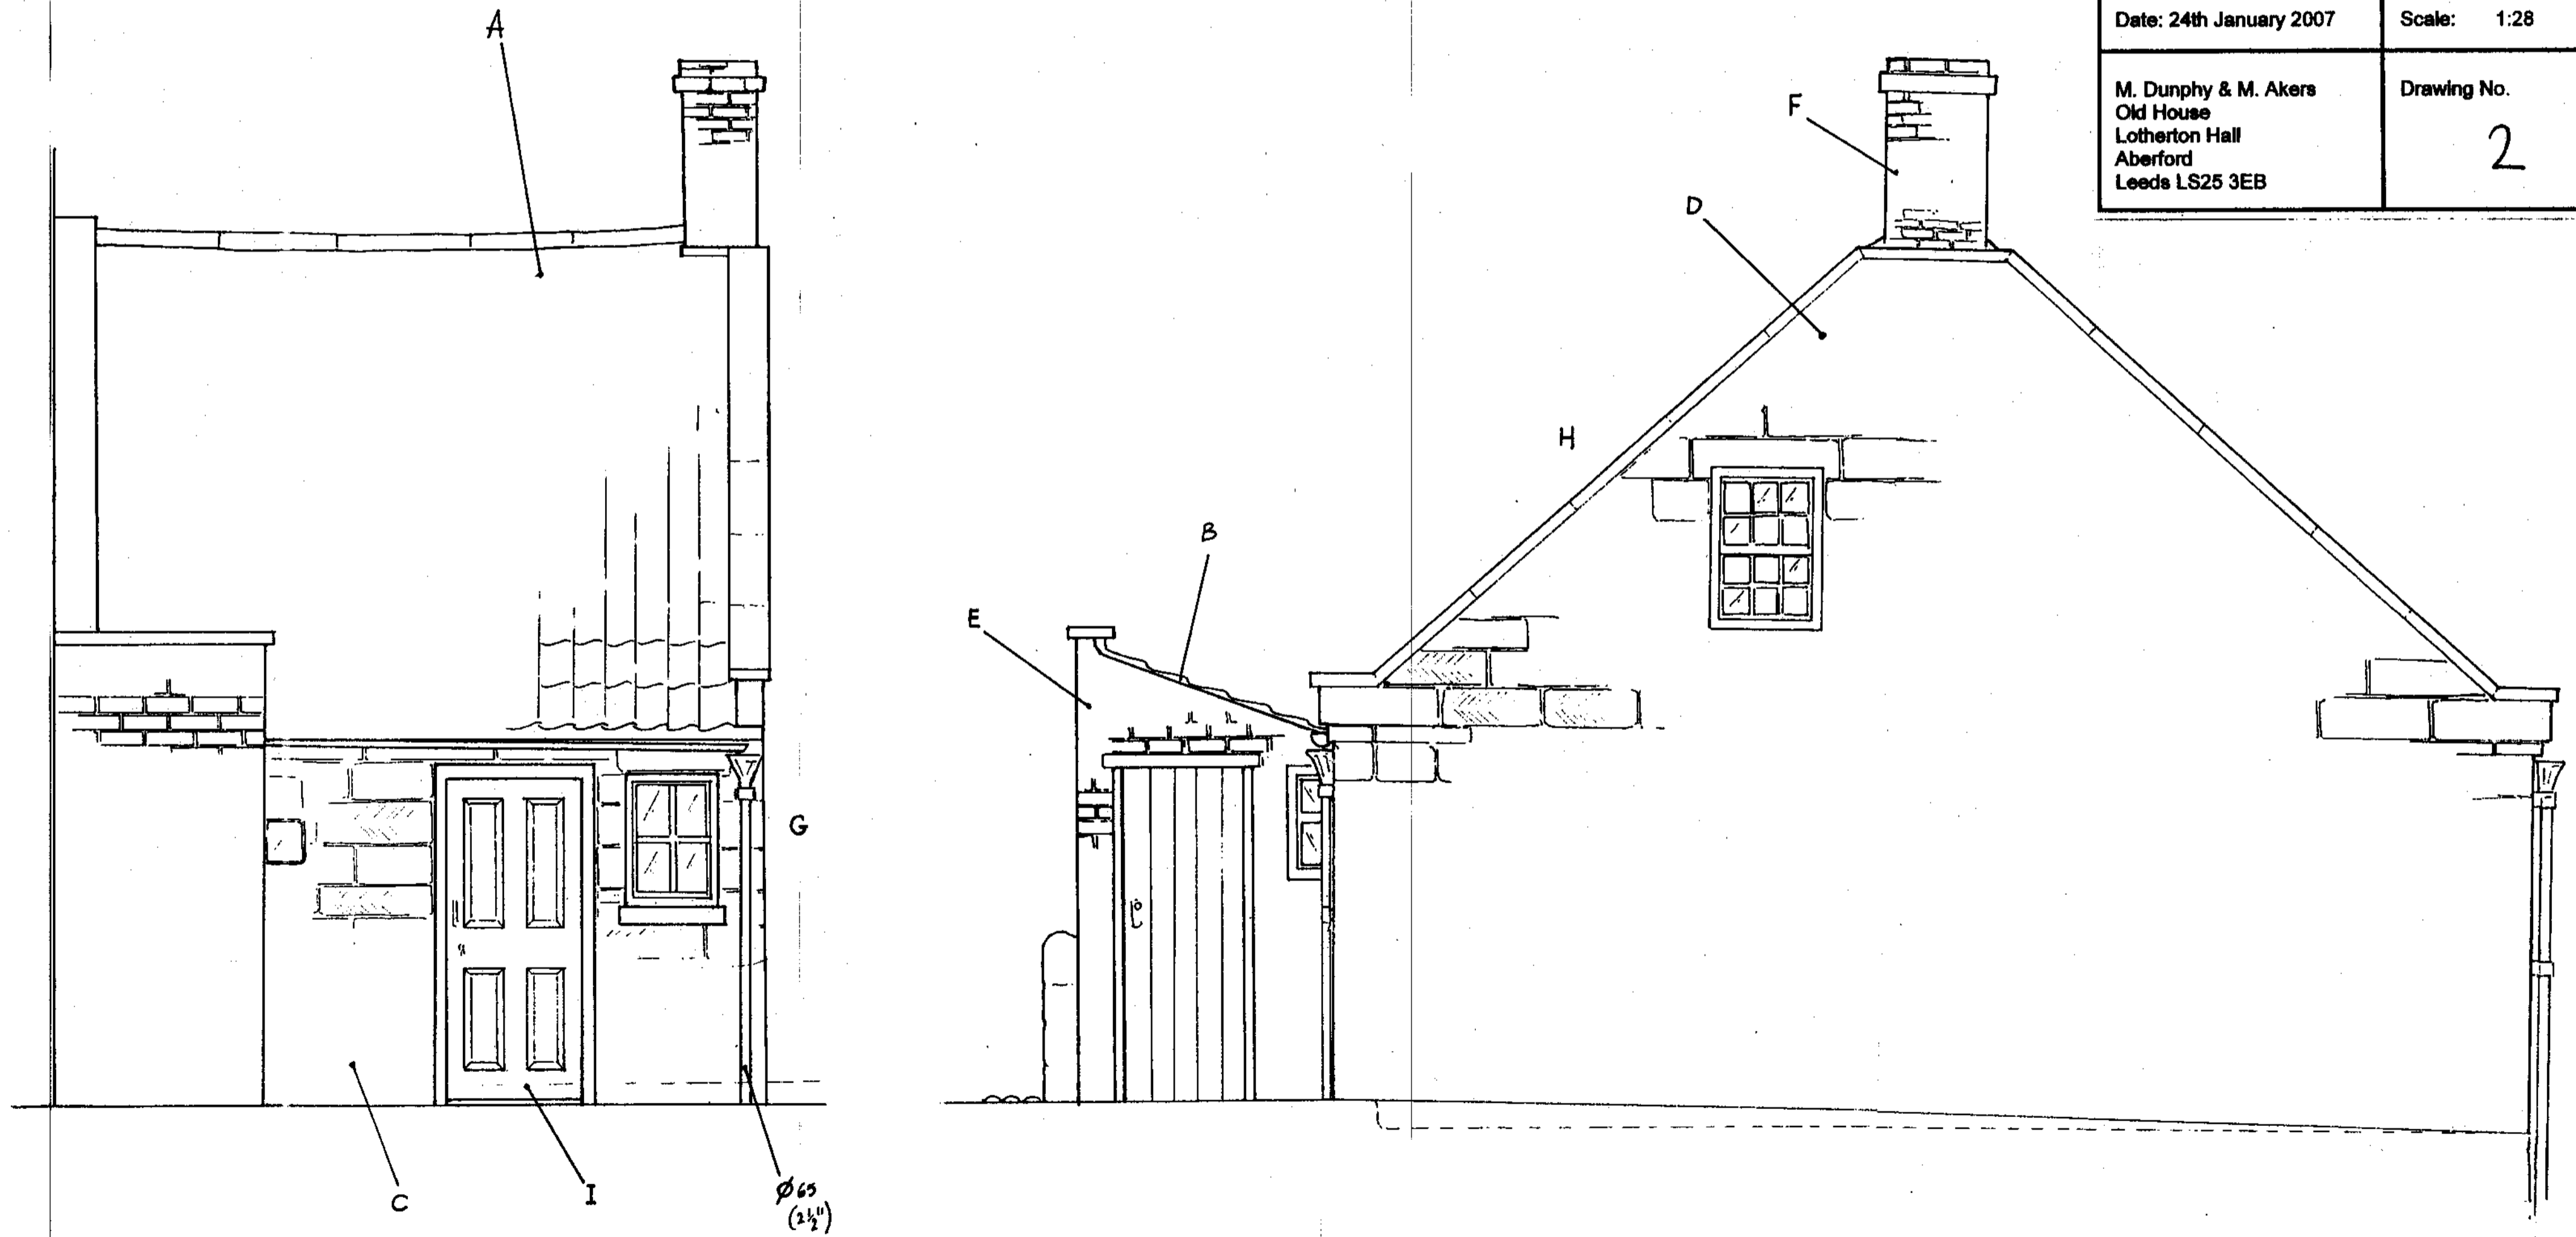 Date: 24th January 2007
Scale: 1:28
M. Dunphy & M. Akers
Old House
Lotherton Hall
Aberford
Leeds LS25 3EB
Drawing No.
2
A
F
D
H
B
E
G
C
I
Ø65
(2½")